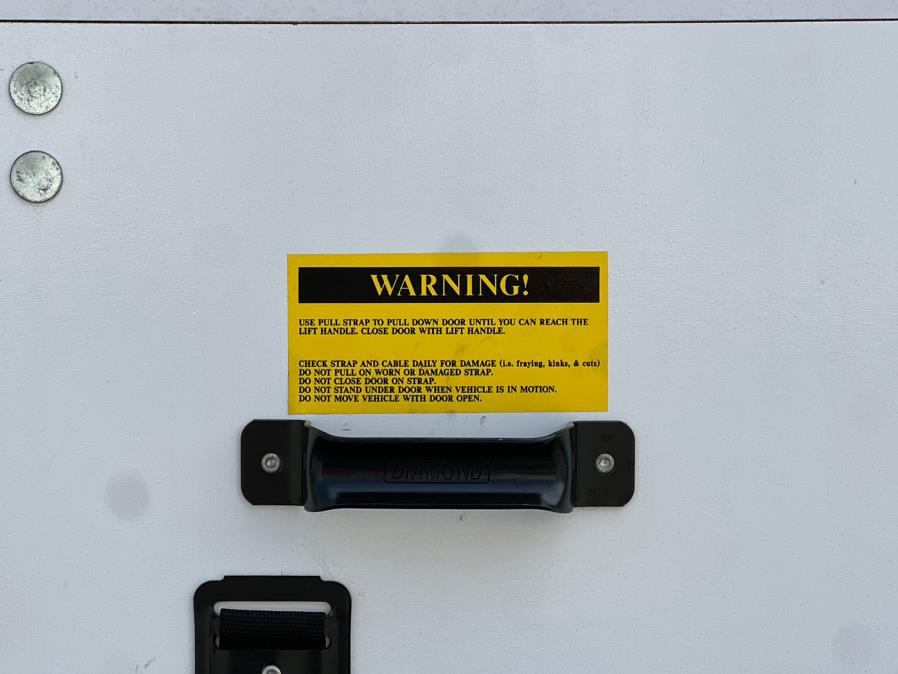 WARNING!
USE PULL STRAP TO PULL DOWN DOOR UNTIL YOU CAN REACH THE
LIFT HANDLE. CLOSE DOOR WITH LIFT HANDLE.
CHECK STRAP AND CABLE DAILY FOR DAMAGE (i.e. fraying, kinks, & cuts)
DO NOT PULL ON WORN OR DAMAGED STRAP.
DO NOT CLOSE DOOR ON STRAP.
DO NOT STAND UNDER DOOR WHEN VEHICLE IS IN MOTION.
DO NOT MOVE VEHICLE WITH DOOR OPEN.
DIAMOND